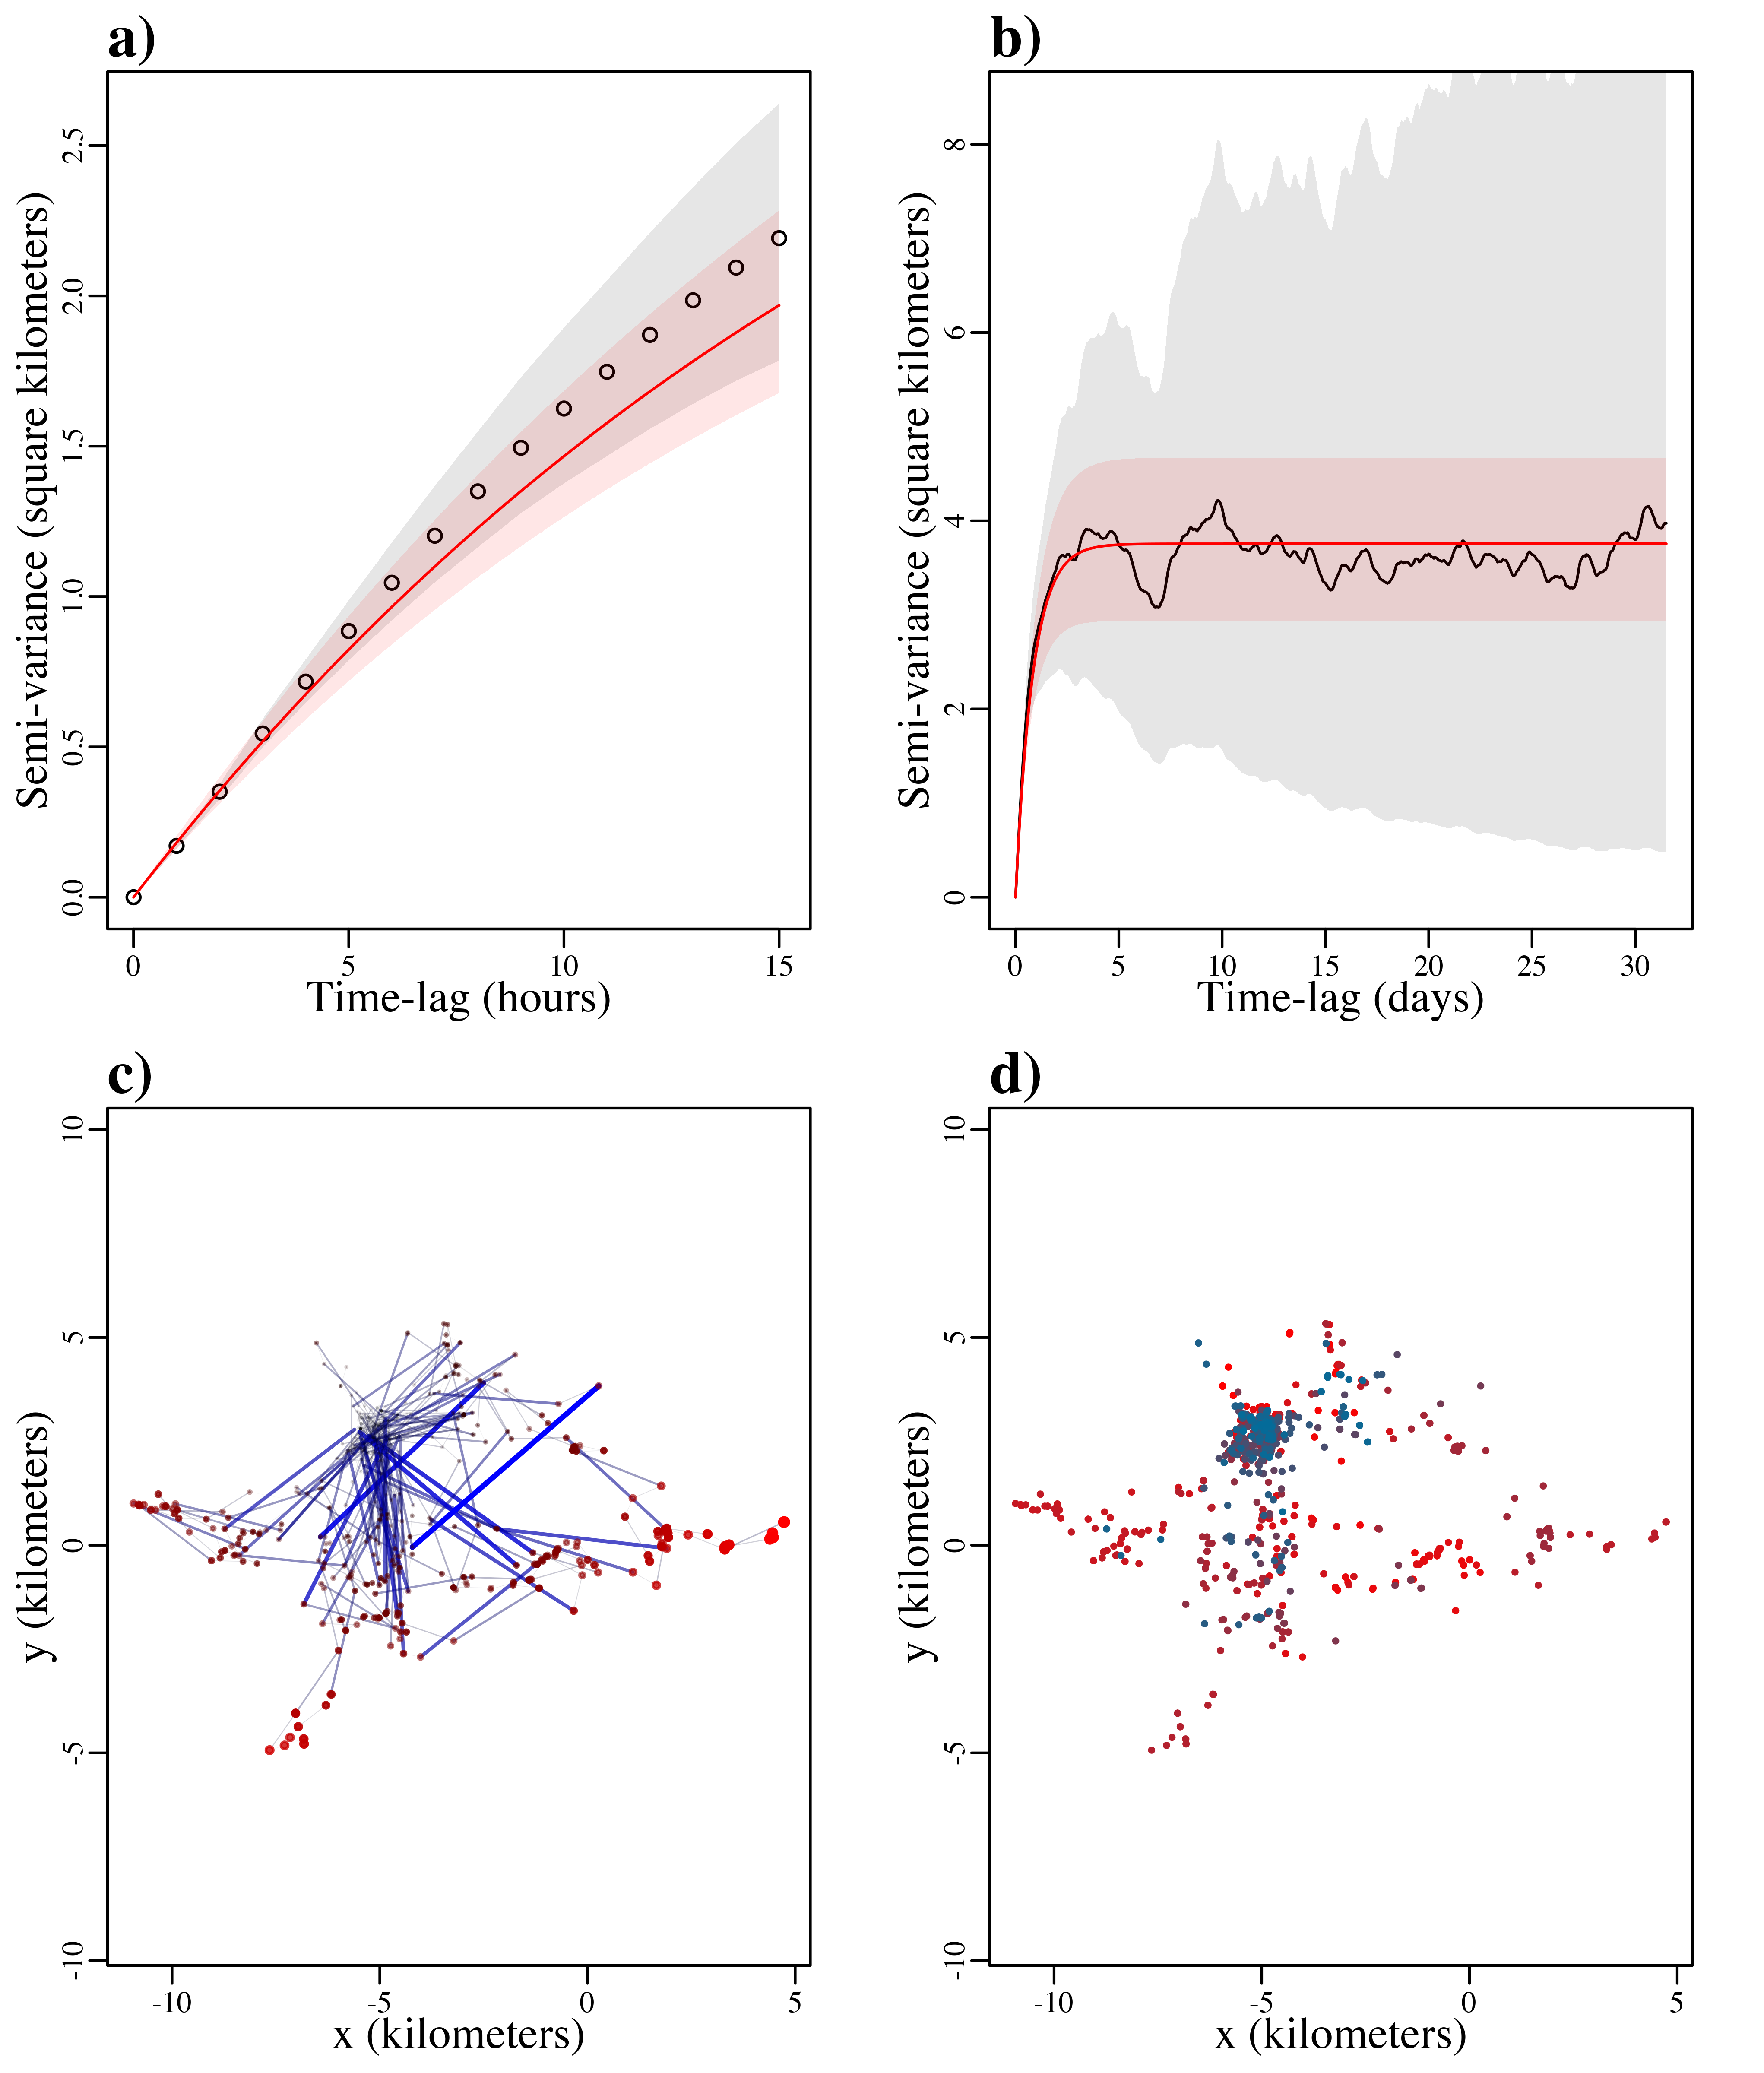 a)
Semi-variance (square kilometers)
2.5
2.0
1.5
1.0
0.5
0.0
0 5 10 15
Time-lag (hours)
b)
Semi-variance (square kilometers)
8
6
4
2
0
0 5 10 15 20 25 30
Time-lag (days)
c)
y (kilometers)
10
5
0
-5
-10
-10 -5 0 5
x (kilometers)
d)
y (kilometers)
10
5
0
-5
-10
-10 -5 0 5
x (kilometers)